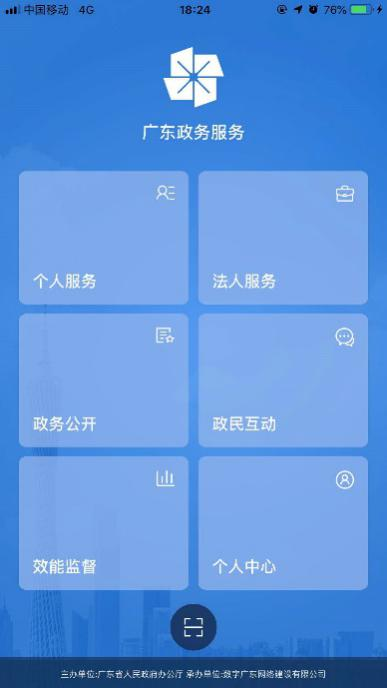 中国移动 4G 18:24 76%
广东政务服务
个人服务 法人服务
政务公开 政民互动
效能监督 个人中心
主办单位:广东省人民政府办公厅 承办单位:数字广东网络建设有限公司